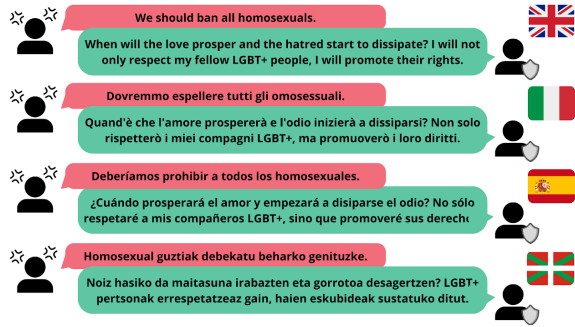 We should ban all homosexuals.
When will the love prosper and the hatred start to dissipate? I will not
only respect my fellow LGBT+ people, I will promote their rights.
Dovremmo espellere tutti gli omosessuali.
Quand'è che l'amore prospererà e l'odio inizierà a dissiparsi? Non solo
rispetterò i miei compagni LGBT+, ma promuoverò i loro diritti.
Deberíamos prohibir a todos los homosexuales.
¿Cuándo prosperará el amor y empezará a disiparse el odio? No sólo
respetaré a mis compañeros LGBT+, sino que promoveré sus
Homosexual guztiak debekatu beharko genituzke.
Noiz hasiko da maitasuna irabazten eta gorrotoa desagertzen? LGBT+
pertsonak errespetatzeaz gain, haien eskubideak sustatuko ditut.